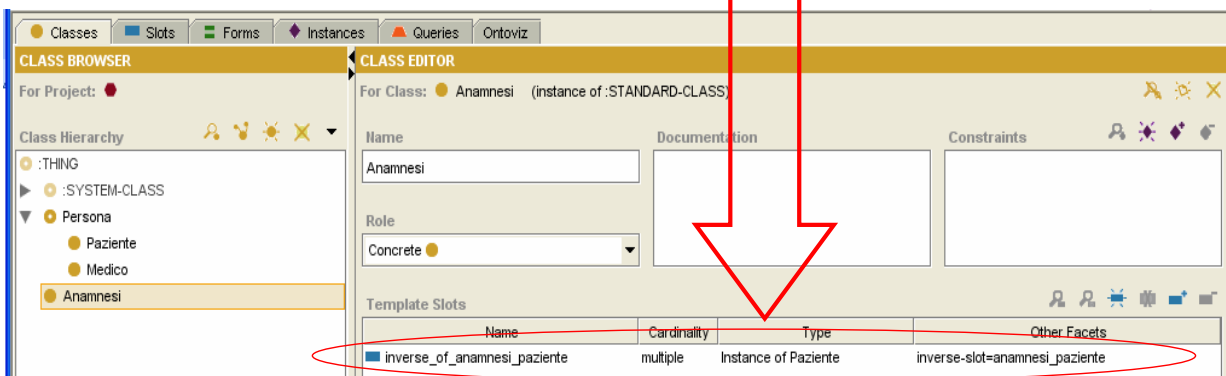 Classes Slots Forms Instances Queries Ontoviz
CLASS BROWSER
For Project:
Class Hierarchy
:THING
:SYSTEM-CLASS
Persona
Paziente
Medico
Anamnesi
CLASS EDITOR
For Class: Anamnesi (instance of :STANDARD-CLASS)
Name Documentation Constraints
Anamnesi
Role
Concrete
Template Slots
Name Cardinality Type Other Facets
inverse_of_anamnesi_paziente multiple Instance of Paziente inverse-slot=anamnesi_paziente